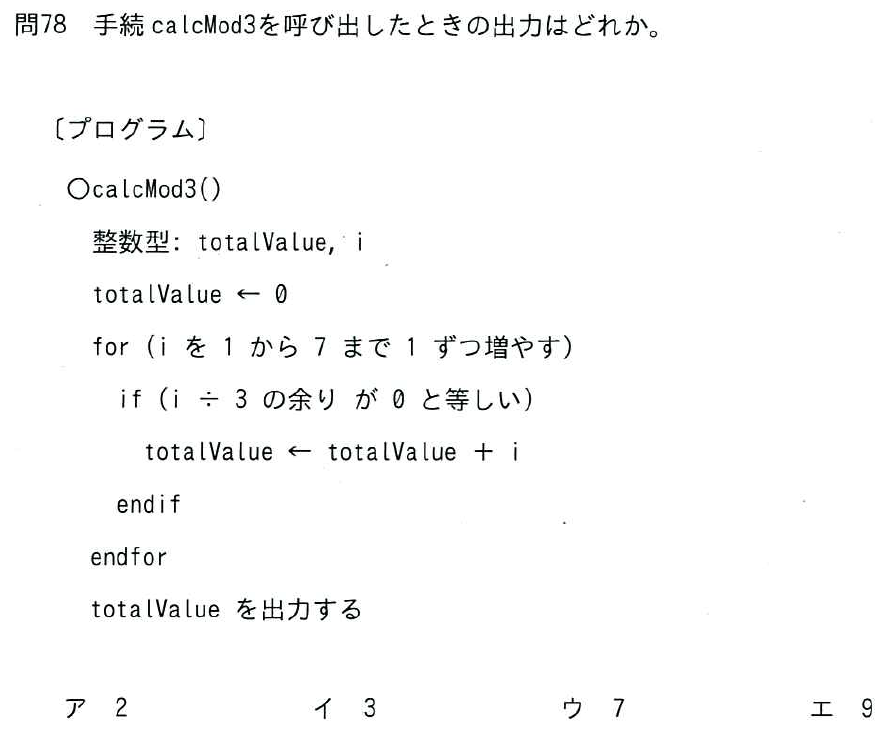 問78 手続 calcMod3を呼び出したときの出力はどれか。
〔プログラム〕
○calcMod3()
整数型: totalValue, i
totalValue ← 0
for (i を 1 から 7 まで 1 ずつ増やす)
if (i ÷ 3 の余り が 0 と等しい)
totalValue ← totalValue + i
endif
endfor
totalValue を出力する
ア 2 イ 3 ウ 7 エ 9